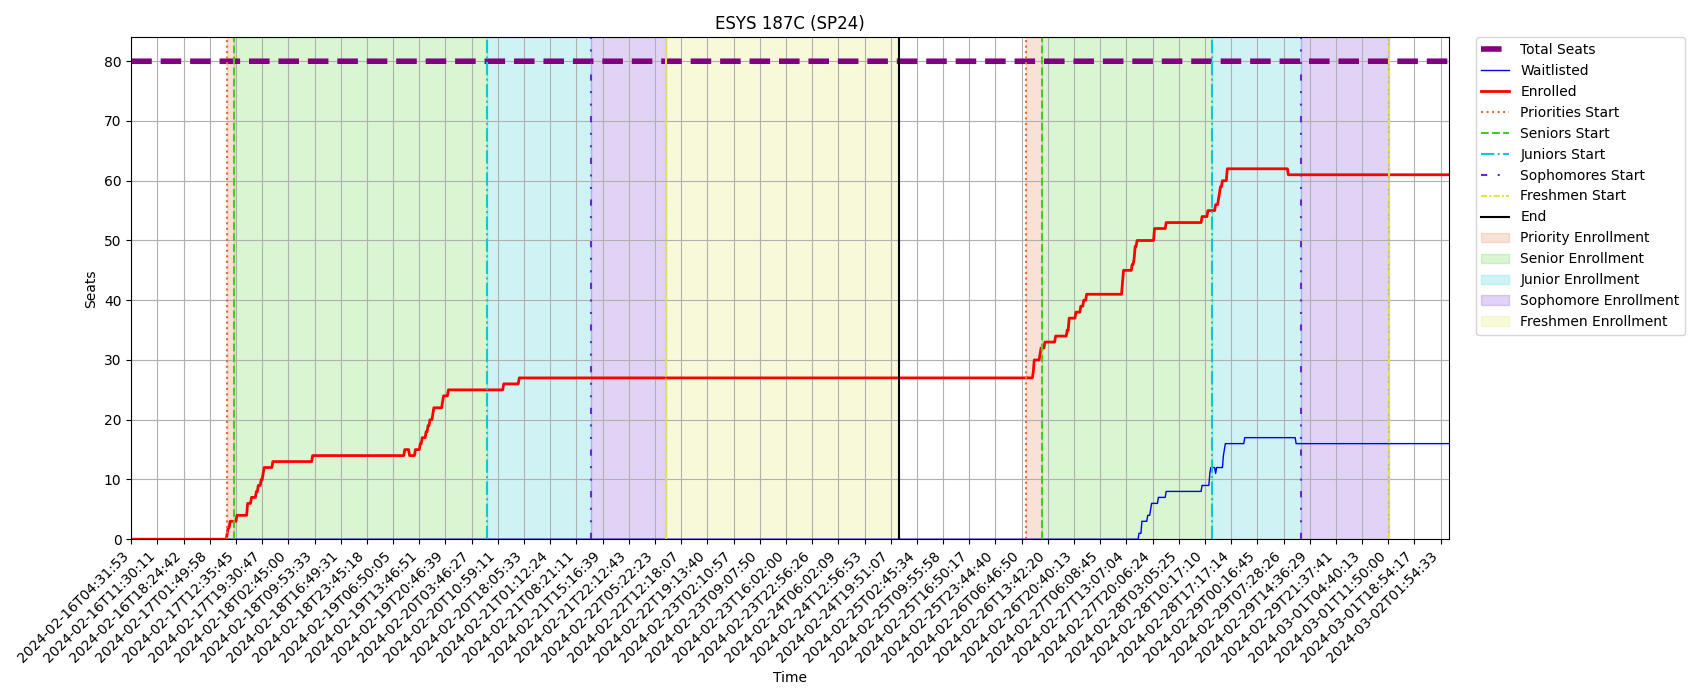 ESYS 187C (SP24)
Seats
80
70
60
50
40
30
20
10
0
2024-02-16T04:31:53
2024-02-16T11:30:11
2024-02-16T18:24:42
2024-02-17T01:49:58
2024-02-17T12:35:45
2024-02-17T19:30:47
2024-02-18T02:45:00
2024-02-18T09:53:33
2024-02-18T16:49:31
2024-02-18T23:45:18
2024-02-19T06:50:05
2024-02-19T13:46:51
2024-02-19T20:46:39
2024-02-20T03:46:27
2024-02-20T10:59:11
2024-02-20T18:05:33
2024-02-21T01:12:24
2024-02-21T08:21:11
2024-02-21T15:16:39
2024-02-21T22:12:43
2024-02-22T05:22:23
2024-02-22T12:18:07
2024-02-22T19:13:40
2024-02-23T02:10:57
2024-02-23T09:07:50
2024-02-23T16:02:00
2024-02-23T22:56:26
2024-02-24T06:02:09
2024-02-24T12:56:53
2024-02-24T19:51:07
2024-02-25T02:45:34
2024-02-25T09:55:58
2024-02-25T16:50:17
2024-02-25T23:44:40
2024-02-26T06:46:50
2024-02-26T13:42:20
2024-02-26T20:40:13
2024-02-27T06:08:45
2024-02-27T13:07:04
2024-02-27T20:06:24
2024-02-28T03:05:25
2024-02-28T10:17:10
2024-02-28T17:17:14
2024-02-29T00:16:45
2024-02-29T07:28:26
2024-02-29T14:36:29
2024-02-29T21:37:41
2024-03-01T04:40:13
2024-03-01T11:50:00
2024-03-01T18:54:17
2024-03-02T01:54:33
Time
Total Seats
Waitlisted
Enrolled
Priorities Start
Seniors Start
Juniors Start
Sophomores Start
Freshmen Start
End
Priority Enrollment
Senior Enrollment
Junior Enrollment
Sophomore Enrollment
Freshmen Enrollment